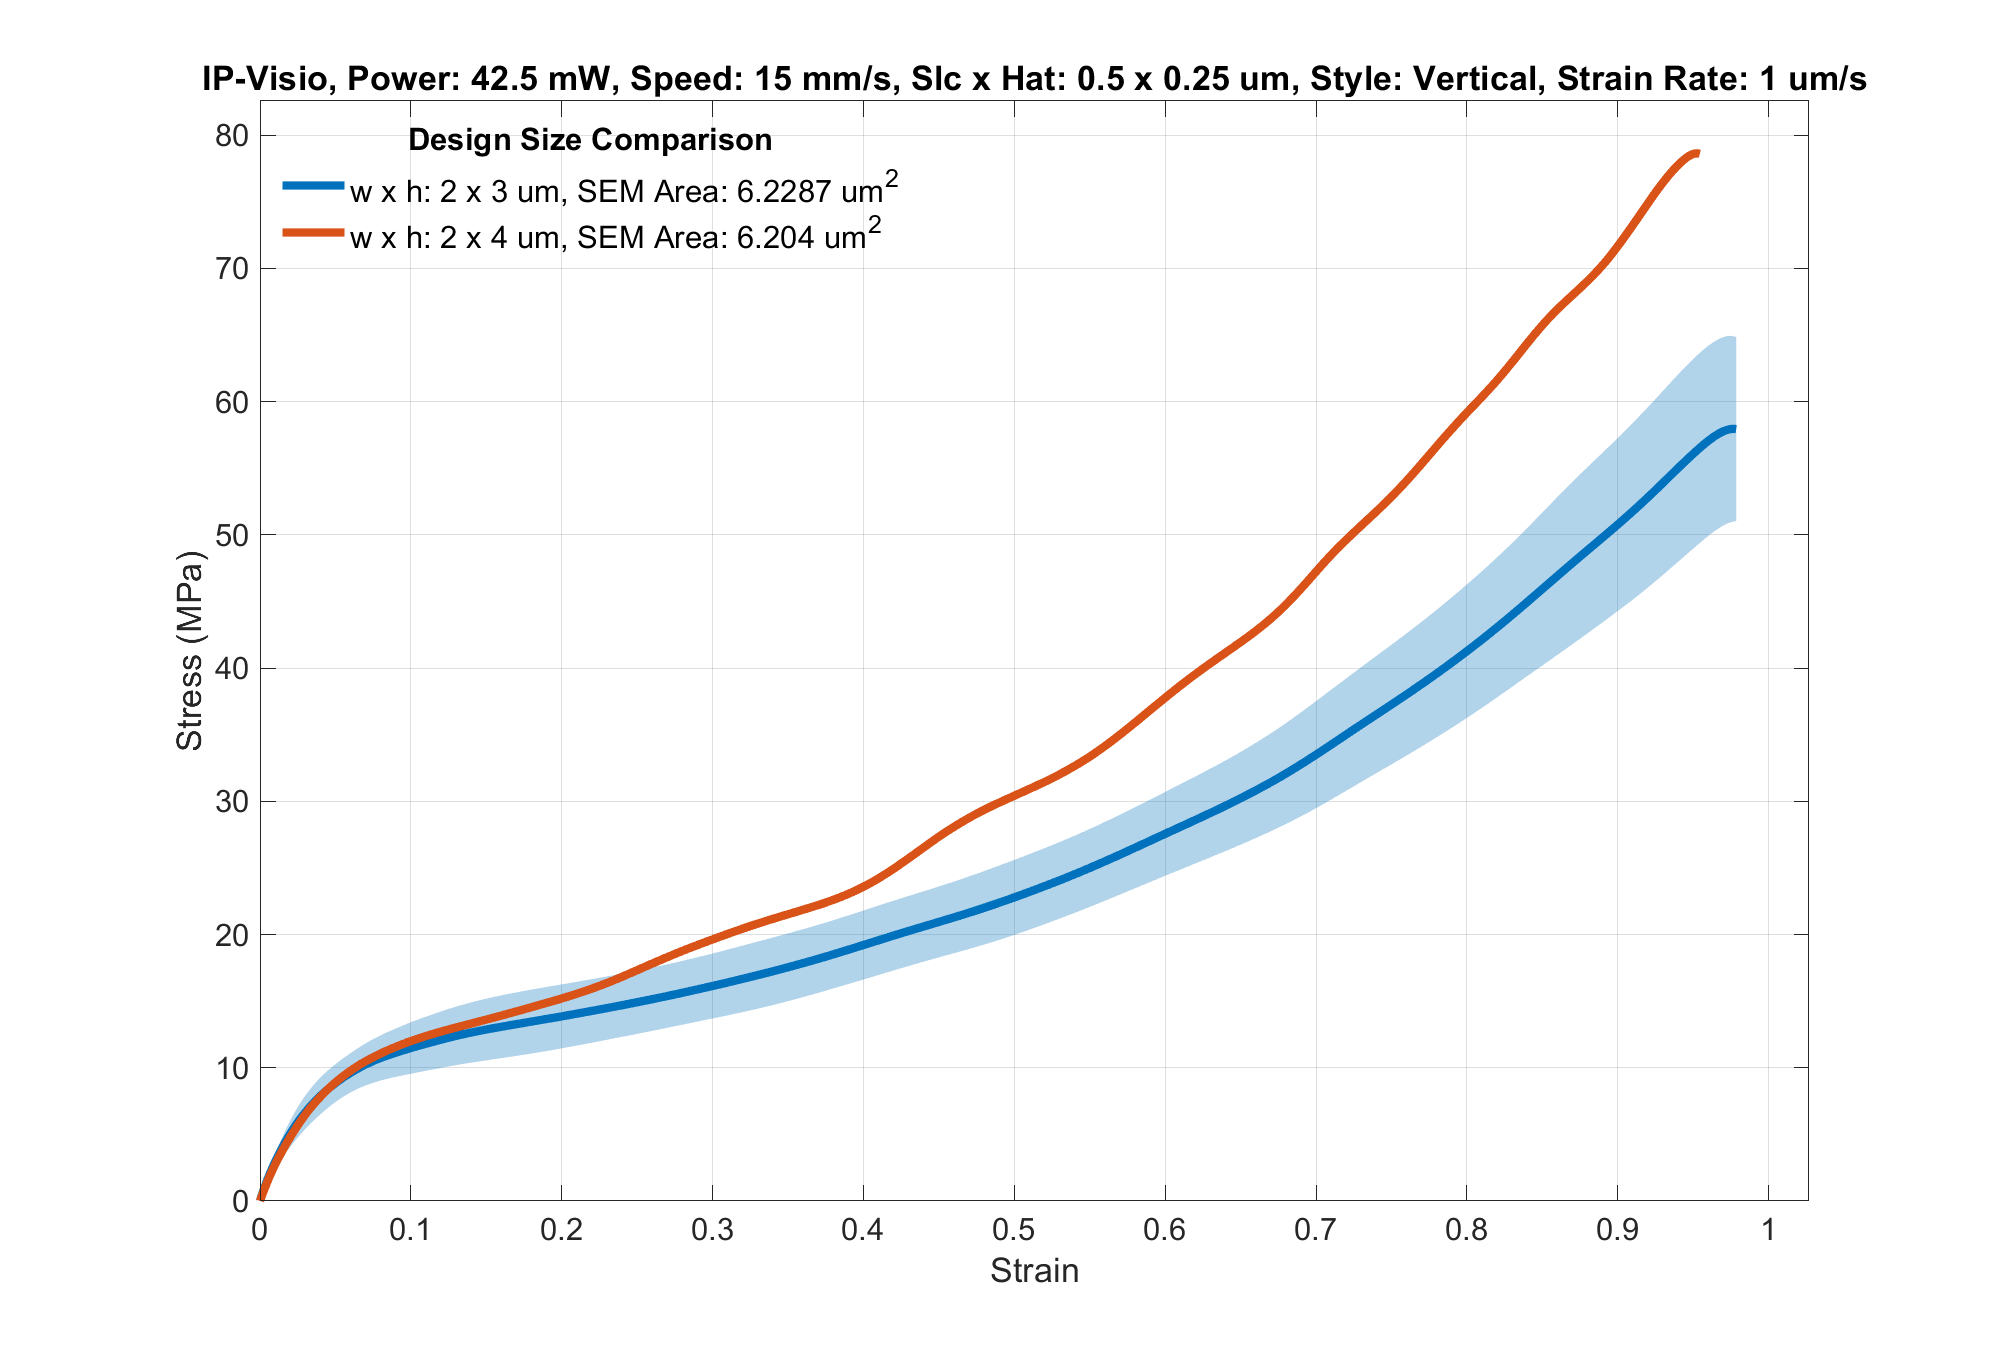 IP-Visio, Power: 42.5 mW, Speed: 15 mm/s, Slc x Hat: 0.5 x 0.25 um, Style: Vertical, Strain Rate: 1 um/s
Design Size Comparison
w x h: 2 x 3 um, SEM Area: 6.2287 um²
w x h: 2 x 4 um, SEM Area: 6.204 um²
80
70
60
50
40
30
20
10
0
Stress (MPa)
0 0.1 0.2 0.3 0.4 0.5 0.6 0.7 0.8 0.9 1
Strain